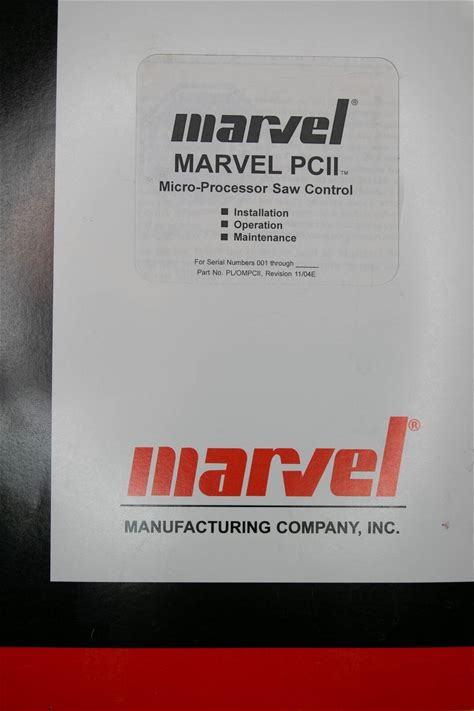 marvel®
MARVEL PCII™
Micro-Processor Saw Control
■ Installation
■ Operation
■ Maintenance
For Serial Numbers 001 through ______
Part No. PL/OMPCII, Revision 11/04E
marvel®
MANUFACTURING COMPANY, INC.